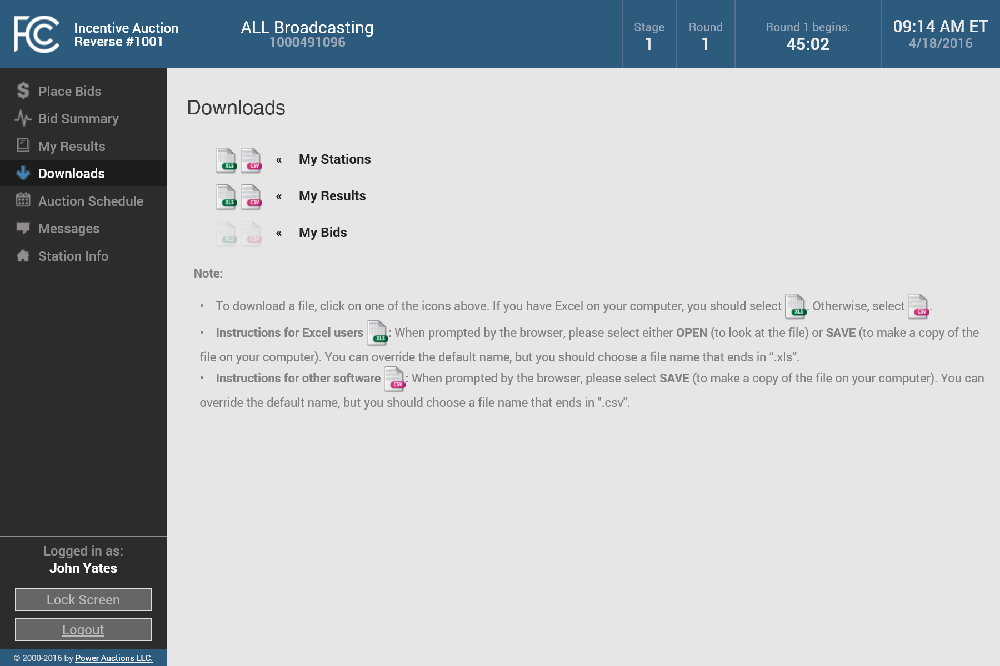 FCC
Incentive Auction
Reverse #1001
ALL Broadcasting
1000491096
Stage
1
Round
1
Round 1 begins:
45:02
09:14 AM ET
4/18/2016
Place Bids
Bid Summary
My Results
Downloads
Auction Schedule
Messages
Station Info
Downloads
XLS CSV « My Stations
XLS CSV « My Results
XLS CSV « My Bids
Note:
• To download a file, click on one of the icons above. If you have Excel on your computer, you should select XLS. Otherwise, select CSV.
• Instructions for Excel users XLS: When prompted by the browser, please select either OPEN (to look at the file) or SAVE (to make a copy of the
file on your computer). You can override the default name, but you should choose a file name that ends in “.xls”.
• Instructions for other software CSV: When prompted by the browser, please select SAVE (to make a copy of the file on your computer). You can
override the default name, but you should choose a file name that ends in ".csv".
Logged in as:
John Yates
Lock Screen
Logout
© 2000-2016 by Power Auctions LLC.